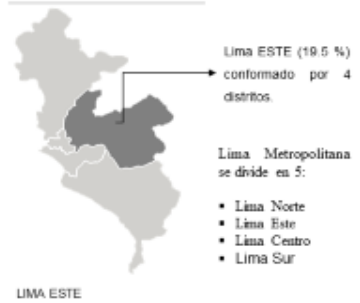 Lima ESTE (19.5 %)
conformado por 4
distritos.
Lima Metropolitana
se divide en 5:
▪ Lima Norte
▪ Lima Este
▪ Lima Centro
▪ Lima Sur
LIMA ESTE